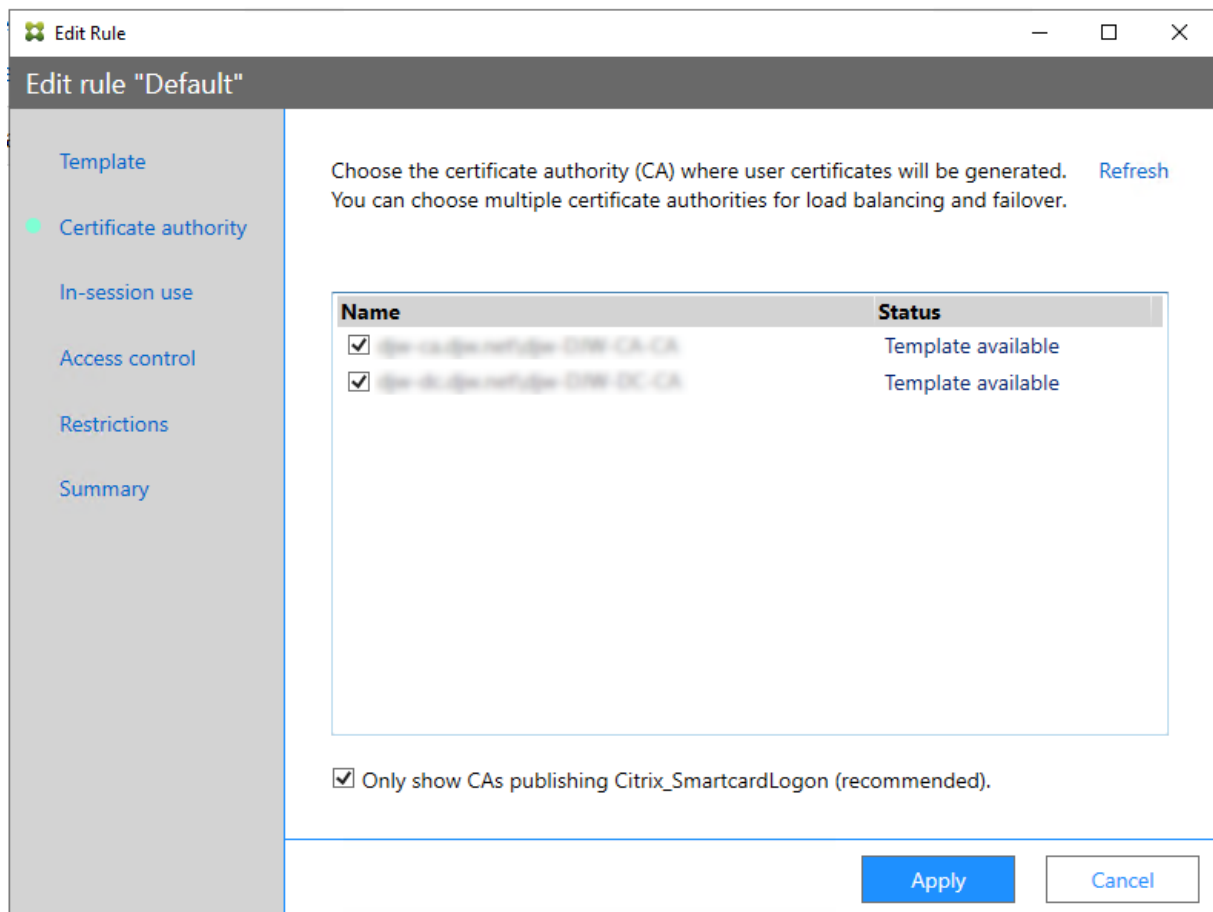 Edit Rule
Edit rule "Default"
Template
Certificate authority
In-session use
Access control
Restrictions
Summary
Choose the certificate authority (CA) where user certificates will be generated.
You can choose multiple certificate authorities for load balancing and failover.
Refresh
Name Status
Template available
Template available
Only show CAs publishing Citrix_SmartcardLogon (recommended).
Apply Cancel